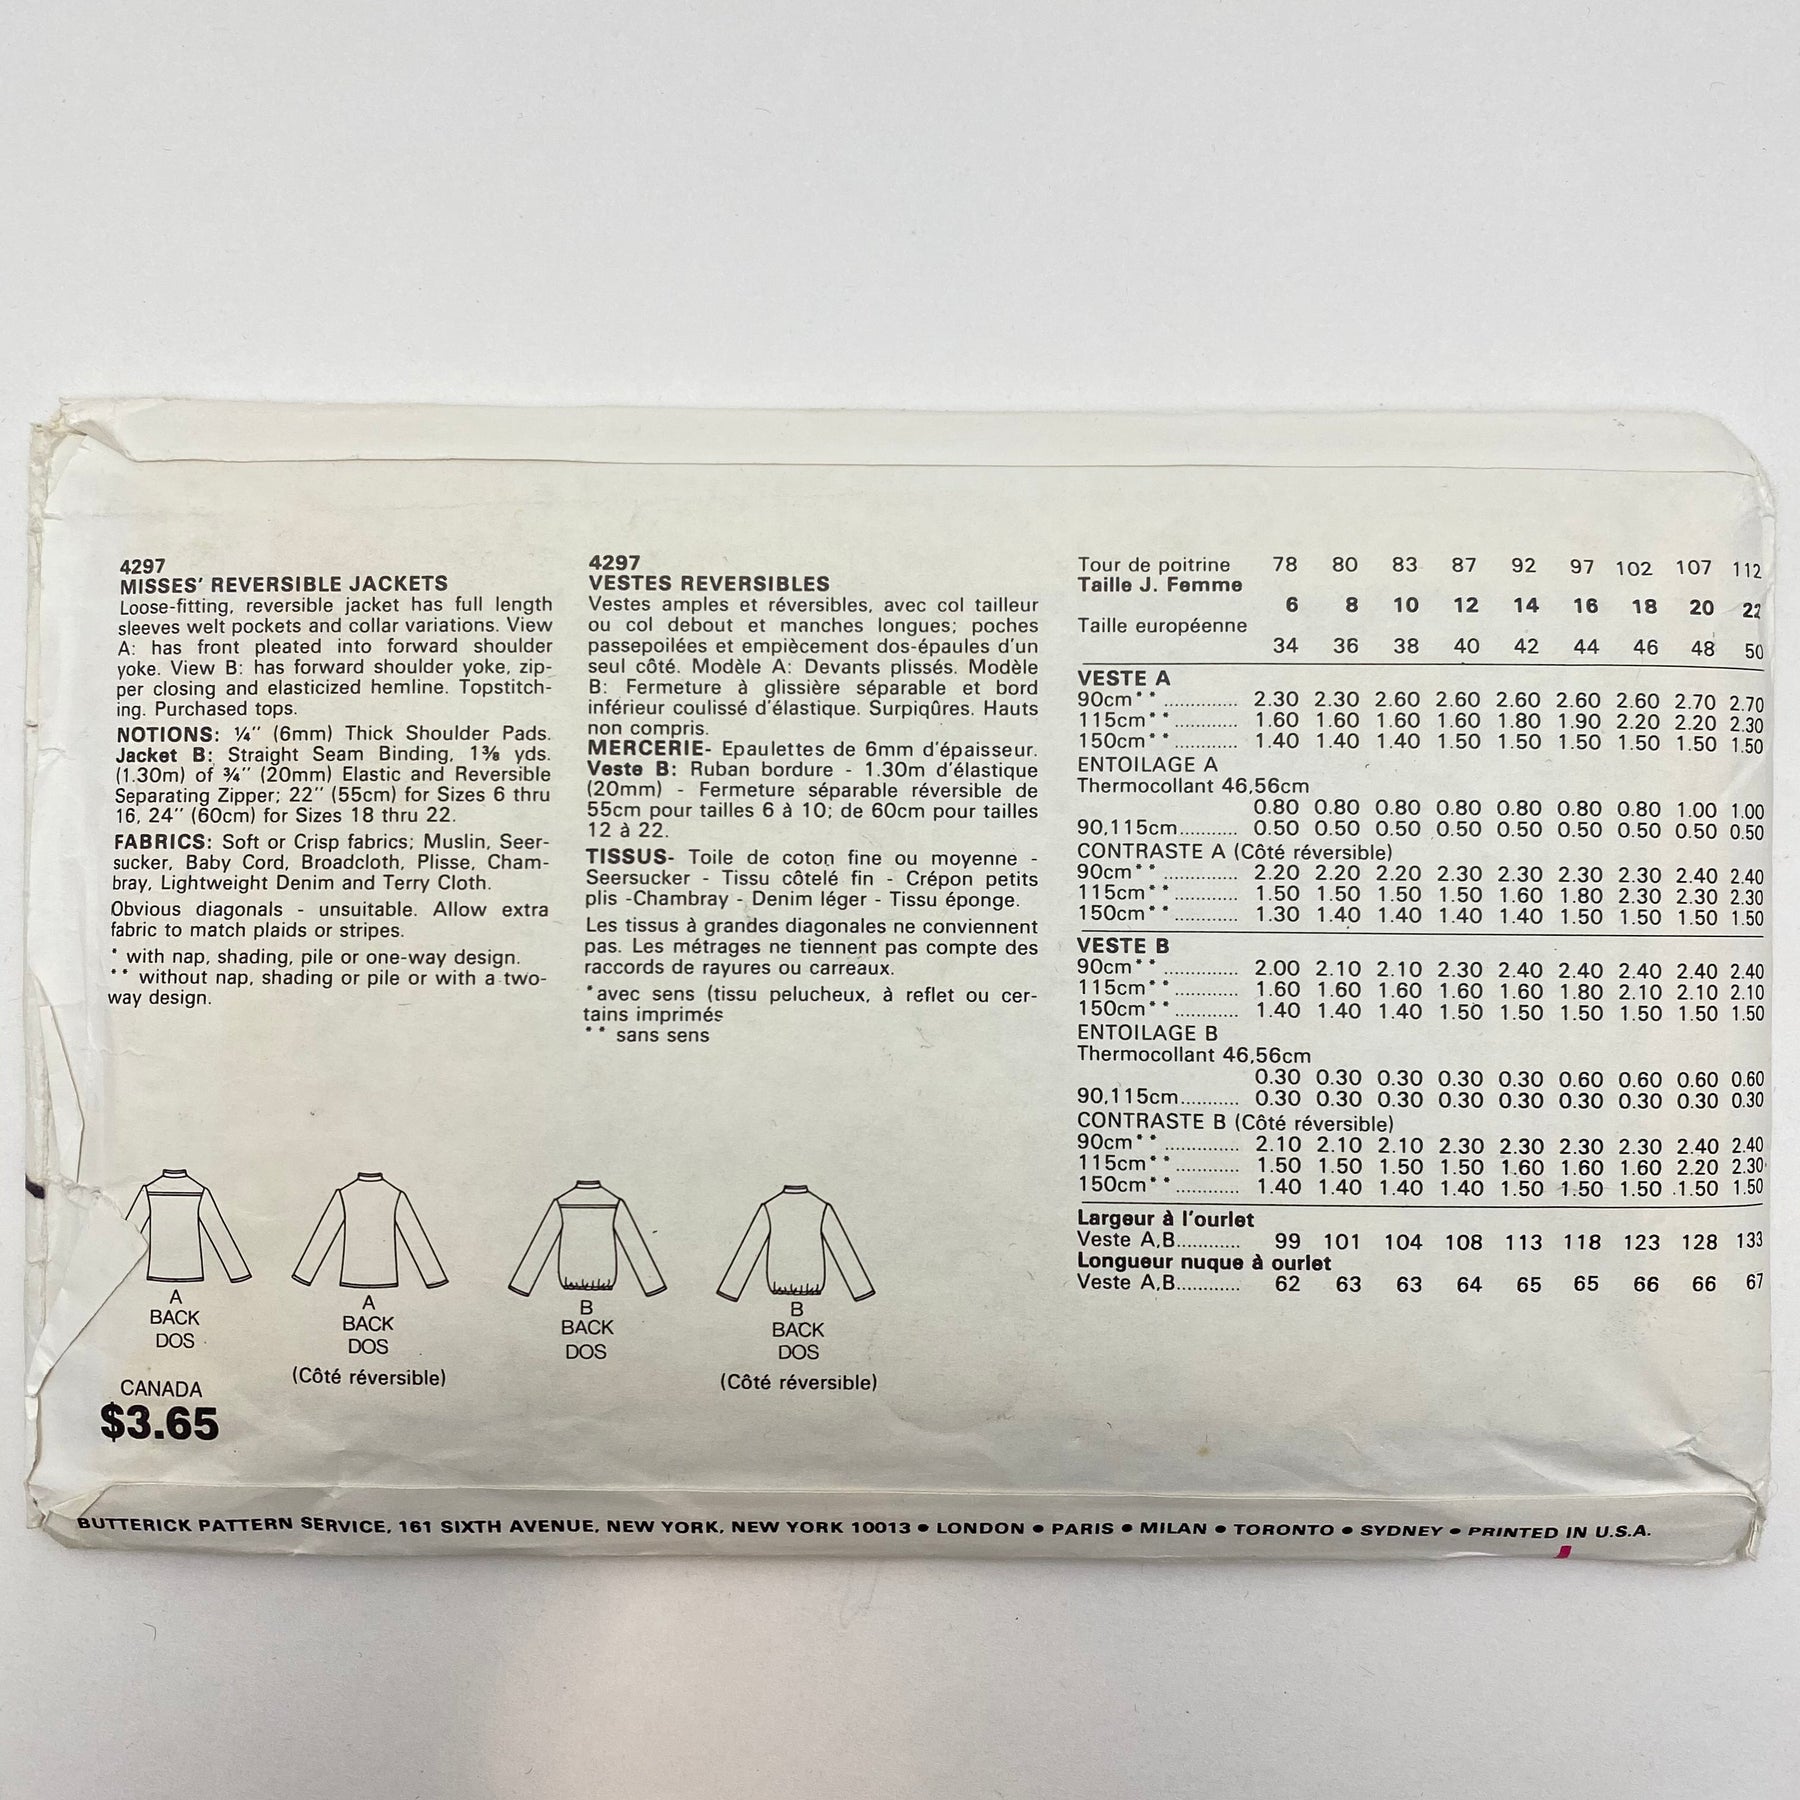 4297
MISSES' REVERSIBLE JACKETS
Loose-fitting, reversible jacket has full length
sleeves welt pockets and collar variations. View
A: has front pleated into forward shoulder
yoke. View B: has forward shoulder yoke, zip-
per closing and elasticized hemline. Topstitch-
ing. Purchased tops.
NOTIONS: ¼" (6mm) Thick Shoulder Pads.
Jacket B: Straight Seam Binding, 1⅜ yds.
(1.30m) of ¾" (20mm) Elastic and Reversible
Separating Zipper; 22" (55cm) for Sizes 6 thru
16, 24" (60cm) for Sizes 18 thru 22.
FABRICS: Soft or Crisp fabrics; Muslin, Seer-
sucker, Baby Cord, Broadcloth, Plisse, Cham-
bray, Lightweight Denim and Terry Cloth.
Obvious diagonals - unsuitable. Allow extra
fabric to match plaids or stripes.
* with nap, shading, pile or one-way design.
** without nap, shading or pile or with a two-
way design.
4297
VESTES REVERSIBLES
Vestes amples et réversibles, avec col tailleur
ou col debout et manches longues; poches
passepoilées et empiècement dos-épaules d'un
seul côté. Modèle A: Devants plissés. Modèle
B: Fermeture à glissière séparable et bord
inférieur coulissé d'élastique. Surpiqûres. Hauts
non compris.
MERCERIE- Epaulettes de 6mm d'épaisseur.
Veste B: Ruban bordure - 1.30m d'élastique
(20mm) - Fermeture séparable réversible de
55cm pour tailles 6 à 10; de 60cm pour tailles
12 à 22.
TISSUS- Toile de coton fine ou moyenne -
Seersucker - Tissu côtelé fin - Crépon petits
plis -Chambray - Denim léger - Tissu éponge.
Les tissus à grandes diagonales ne conviennent
pas. Les métrages ne tiennent pas compte des
raccords de rayures ou carreaux.
*avec sens (tissu pelucheux, à reflet ou cer-
tains imprimés
** sans sens
Tour de poitrine 78 80 83 87 92 97 102 107 112
Taille J. Femme
6 8 10 12 14 16 18 20 22
Taille européenne
34 36 38 40 42 44 46 48 50
VESTE A
90cm** .............. 2.30 2.30 2.60 2.60 2.60 2.60 2.60 2.70 2.70
115cm** ............ 1.60 1.60 1.60 1.60 1.80 1.90 2.20 2.20 2.30
150cm** ............ 1.40 1.40 1.40 1.50 1.50 1.50 1.50 1.50 1.50
ENTOILAGE A
Thermocollant 46,56cm
0.80 0.80 0.80 0.80 0.80 0.80 0.80 1.00 1.00
90,115cm........... 0.50 0.50 0.50 0.50 0.50 0.50 0.50 0.50 0.50
CONTRASTE A (Côté réversible)
90cm** .............. 2.20 2.20 2.20 2.30 2.30 2.30 2.30 2.40 2.40
115cm** ............ 1.50 1.50 1.50 1.50 1.60 1.80 2.30 2.30 2.30
150cm** ............ 1.30 1.40 1.40 1.40 1.40 1.50 1.50 1.50 1.50
VESTE B
90cm** .............. 2.00 2.10 2.10 2.30 2.40 2.40 2.40 2.40 2.40
115cm** ............ 1.60 1.60 1.60 1.60 1.60 1.80 2.10 2.10 2.10
150cm** ............ 1.40 1.40 1.40 1.50 1.50 1.50 1.50 1.50 1.50
ENTOILAGE B
Thermocollant 46,56cm
0.30 0.30 0.30 0.30 0.30 0.60 0.60 0.60 0.60
90,115cm........... 0.30 0.30 0.30 0.30 0.30 0.30 0.30 0.30 0.30
CONTRASTE B (Côté réversible)
90cm** .............. 2.10 2.10 2.10 2.30 2.30 2.30 2.30 2.40 2.40
115cm** ............ 1.50 1.50 1.50 1.50 1.60 1.60 1.60 2.20 2.30
150cm** ............ 1.40 1.40 1.40 1.40 1.50 1.50 1.50 1.50 1.50
Largeur à l'ourlet
Veste A,B............ 99 101 104 108 113 118 123 128 133
Longueur nuque à ourlet
Veste A,B............ 62 63 63 64 65 65 66 66 67
A
BACK
DOS
A
BACK
DOS
(Côté réversible)
B
BACK
DOS
B
BACK
DOS
(Côté réversible)
CANADA
$3.65
BUTTERICK PATTERN SERVICE, 161 SIXTH AVENUE, NEW YORK, NEW YORK 10013 • LONDON • PARIS • MILAN • TORONTO • SYDNEY • PRINTED IN U.S.A.